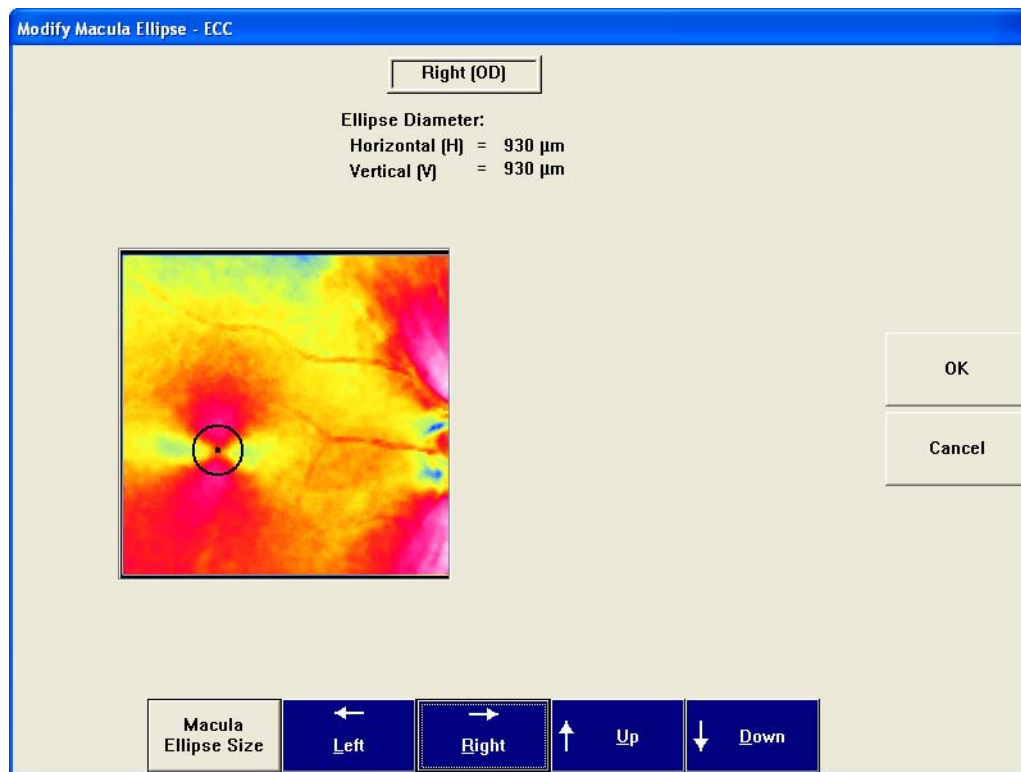 Modify Macula Ellipse - ECC
Right (OD)
Ellipse Diameter:
Horizontal (H) = 930 µm
Vertical (V) = 930 µm
OK
Cancel
Macula
Ellipse Size
Left
Right
Up
Down